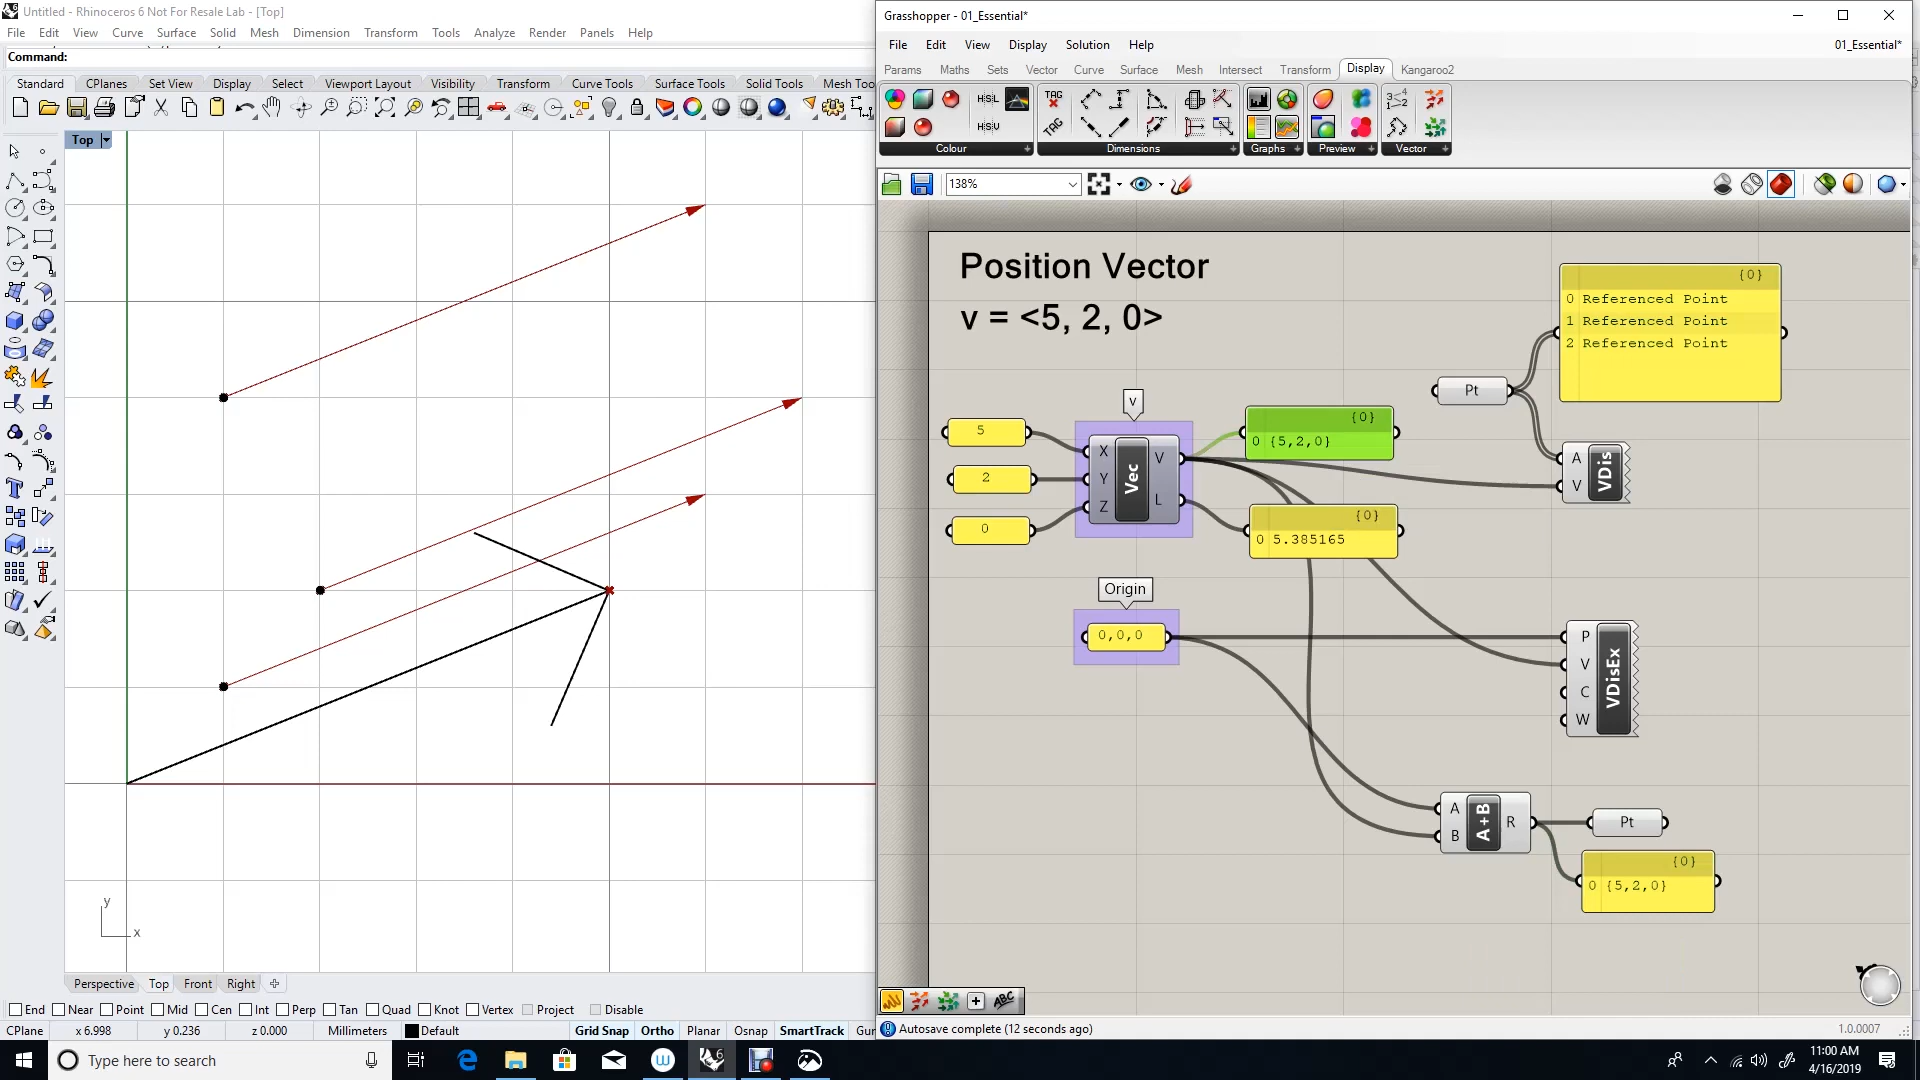 Untitled - Rhinoceros 6 Not For Resale Lab - [Top]
File Edit View Curve Surface Solid Mesh Dimension Transform Tools Analyze Render Panels Help
Command:
Standard CPlanes Set View Display Select Viewport Layout Visibility Transform Curve Tools Surface Tools Solid Tools Mesh Too
Top
y
x
Perspective Top Front Right
End Near Point Mid Cen Int Perp Tan Quad Knot Vertex Project Disable
CPlane x 6.998 y 0.236 z 0.000 Millimeters Default Grid Snap Ortho Planar Osnap SmartTrack Gur
Grasshopper - 01_Essential*
File Edit View Display Solution Help 01_Essential*
Params Maths Sets Vector Curve Surface Mesh Intersect Transform Display Kangaroo2
HSL
HSV
TAG
TAG
Colour Dimensions Graphs Preview Vector
138%
Position Vector
v = <5, 2, 0>
{0}
0 Referenced Point
1 Referenced Point
2 Referenced Point
Pt
v
5
2
0
X
Y
Z
Vec
V
L
{0}
0 {5,2,0}
{0}
0 5.385165
A
V
VDis
Origin
0,0,0
P
V
C
W
VDisEx
A
B
A+B
R
Pt
{0}
0 {5,2,0}
ABC
Autosave complete (12 seconds ago) 1.0.0007
Type here to search
11:00 AM
4/16/2019